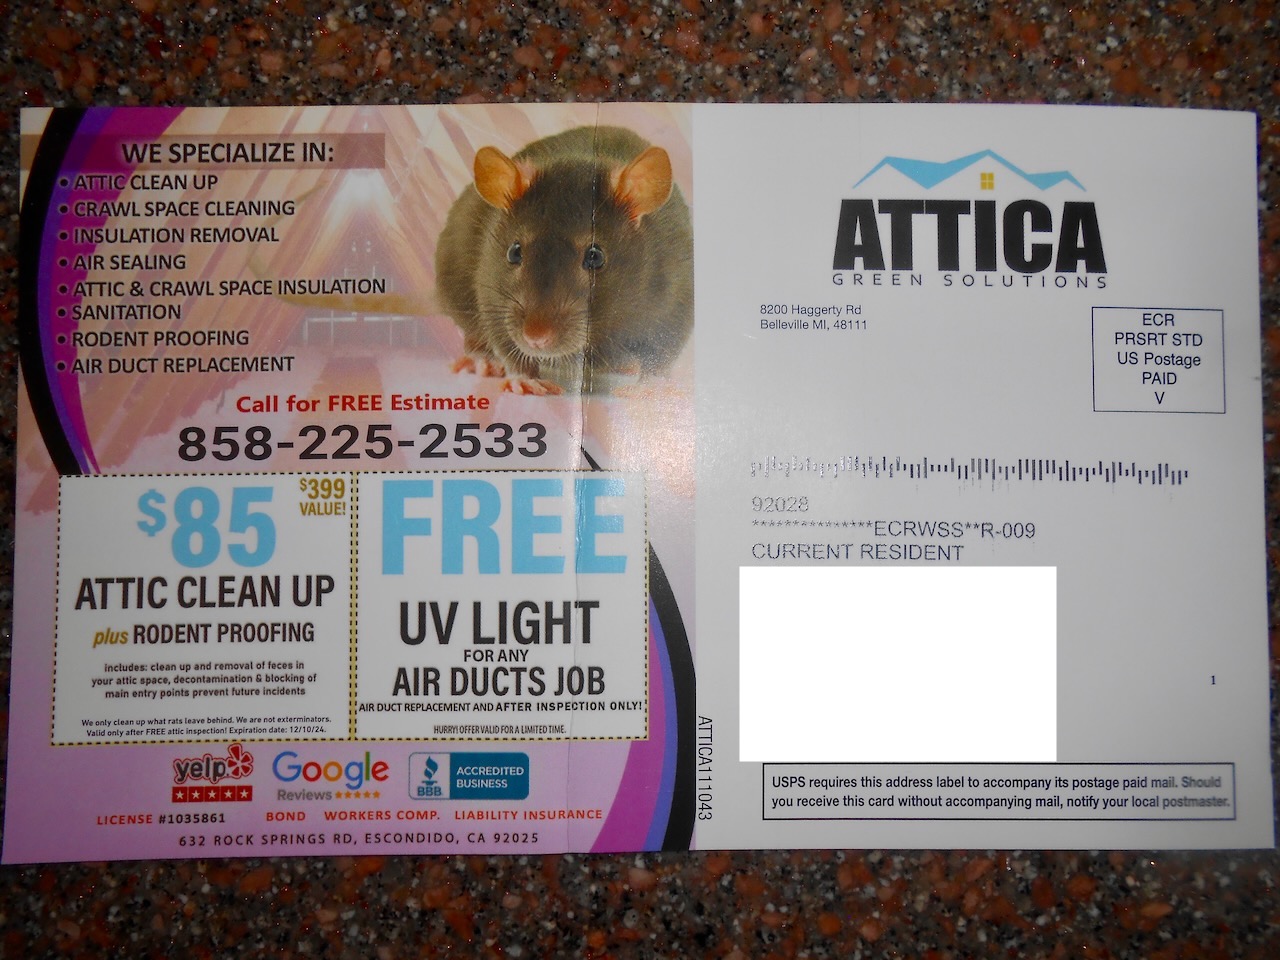 WE SPECIALIZE IN:
• ATTIC CLEAN UP
• CRAWL SPACE CLEANING
• INSULATION REMOVAL
• AIR SEALING
• ATTIC & CRAWL SPACE INSULATION
• SANITATION
• RODENT PROOFING
• AIR DUCT REPLACEMENT
Call for FREE Estimate
858-225-2533
$85
$399
VALUE!
ATTIC CLEAN UP
plus RODENT PROOFING
includes: clean up and removal of feces in
your attic space, decontamination & blocking of
main entry points prevent future incidents
We only clean up what rats leave behind. We are not exterminators.
Valid only after FREE attic inspection! Expiration date: 12/10/24.
FREE
UV LIGHT
FOR ANY
AIR DUCTS JOB
AIR DUCT REPLACEMENT AND AFTER INSPECTION ONLY!
HURRY! OFFER VALID FOR A LIMITED TIME.
yelp
Google
Reviews
BBB
ACCREDITED
BUSINESS
LICENSE #1035861 BOND WORKERS COMP. LIABILITY INSURANCE
632 ROCK SPRINGS RD, ESCONDIDO, CA 92025
ATTICA
GREEN SOLUTIONS
8200 Haggerty Rd
Belleville MI, 48111
ECR
PRSRT STD
US Postage
PAID
V
92028
***************ECRWSS**R-009
CURRENT RESIDENT
1
ATTICA111043
USPS requires this address label to accompany its postage paid mail. Should
you receive this card without accompanying mail, notify your local postmaster.